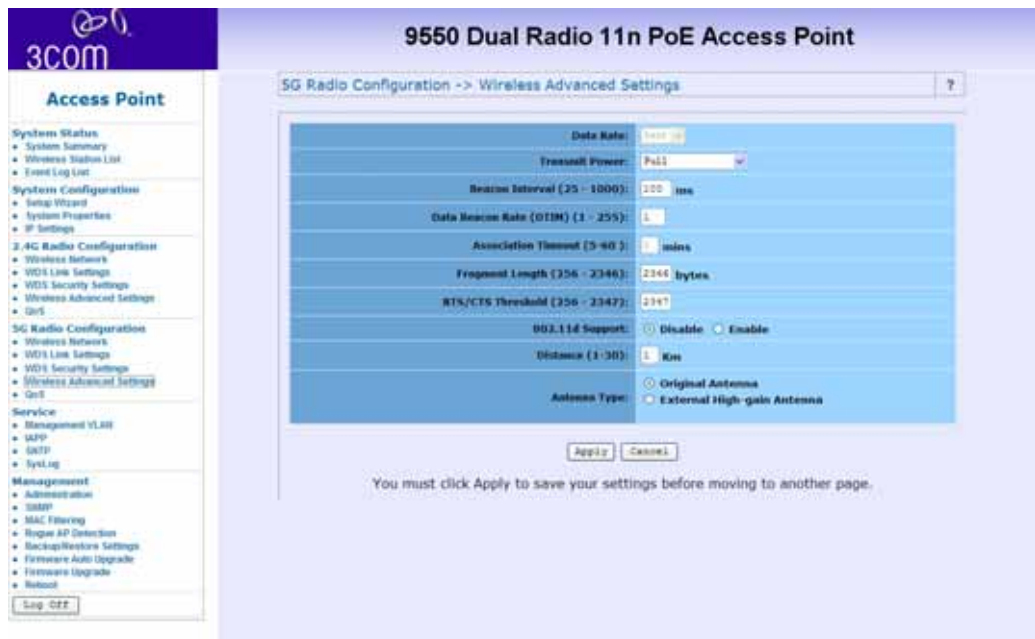 3com
9550 Dual Radio 11n PoE Access Point
Access Point
System Status
System Summary
Wireless Station List
Event Log List
System Configuration
Setup Wizard
System Properties
IP Settings
2.4G Radio Configuration
Wireless Network
WDS Link Settings
WDS Security Settings
Wireless Advanced Settings
QoS
5G Radio Configuration
Wireless Network
WDS Link Settings
WDS Security Settings
Wireless Advanced Settings
QoS
Service
Management VLAN
IAPP
SNTP
SysLog
Management
Administration
SNMP
MAC Filtering
Rogue AP Detection
Backup/Restore Settings
Firmware Auto Upgrade
Firmware Upgrade
Reboot
Log Off
5G Radio Configuration -> Wireless Advanced Settings ?
Data Rate: best
Transmit Power: Full
Beacon Interval (25 - 1000): 100 ms
Data Beacon Rate (DTIM) (1 - 255): 1
Association Timeout (5-60 ): mins
Fragment Length (256 - 2346): 2346 bytes
RTS/CTS Threshold (256 - 2347): 2347
802.11d Support: Disable Enable
Distance (1-30): 1 Km
Antenna Type: Original Antenna
External High-gain Antenna
Apply Cancel
You must click Apply to save your settings before moving to another page.